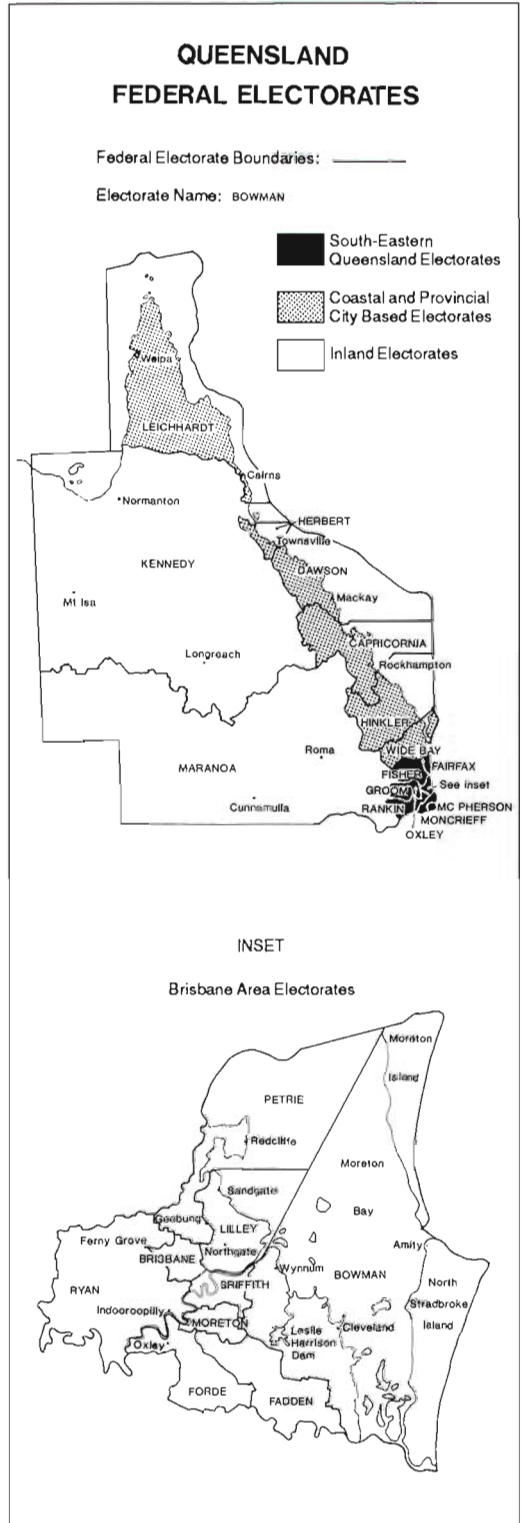 QUEENSLAND
FEDERAL ELECTORATES
Federal Electorate Boundaries:
Electorate Name: BOWMAN
South-Eastern
Queensland Electorates
Coastal and Provincial
City Based Electorates
Inland Electorates
Weipa
LEICHHARDT
Cairns
Normanton
HERBERT
Townsville
KENNEDY
DAWSON
Mt Isa
Mackay
CAPRICORNIA
Longreach
Rockhampton
HINKLER
Roma
WIDE BAY
MARANOA
FISHER
FAIRFAX
GROOM
See inset
Cunnamulla
RANKIN
MC PHERSON
MONCRIEFF
OXLEY
INSET
Brisbane Area Electorates
Moreton
Island
PETRIE
Redcliffe
Moreton
Sandgate
Bay
Geebung
LILLEY
Ferny Grove
Northgate
Amity
BRISBANE
Wynnum
BOWMAN
RYAN
GRIFFITH
North
Stradbroke
Island
Indooroopilly
MORETON
Cleveland
Oxley
Leslie
Harrison
Dam
FORDE
FADDEN